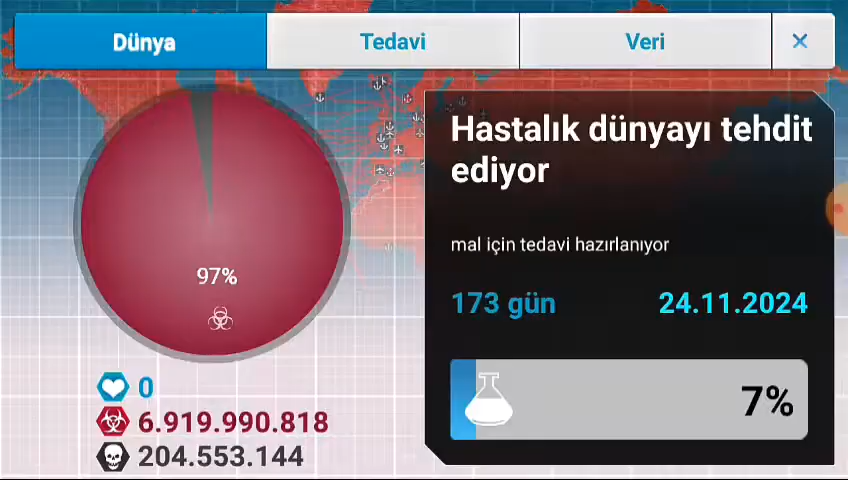 Dünya
Tedavi
Veri
97%
0
6.919.990.818
204.553.144
Hastalık dünyayı tehdit
ediyor
mal için tedavi hazırlanıyor
173 gün
24.11.2024
7%